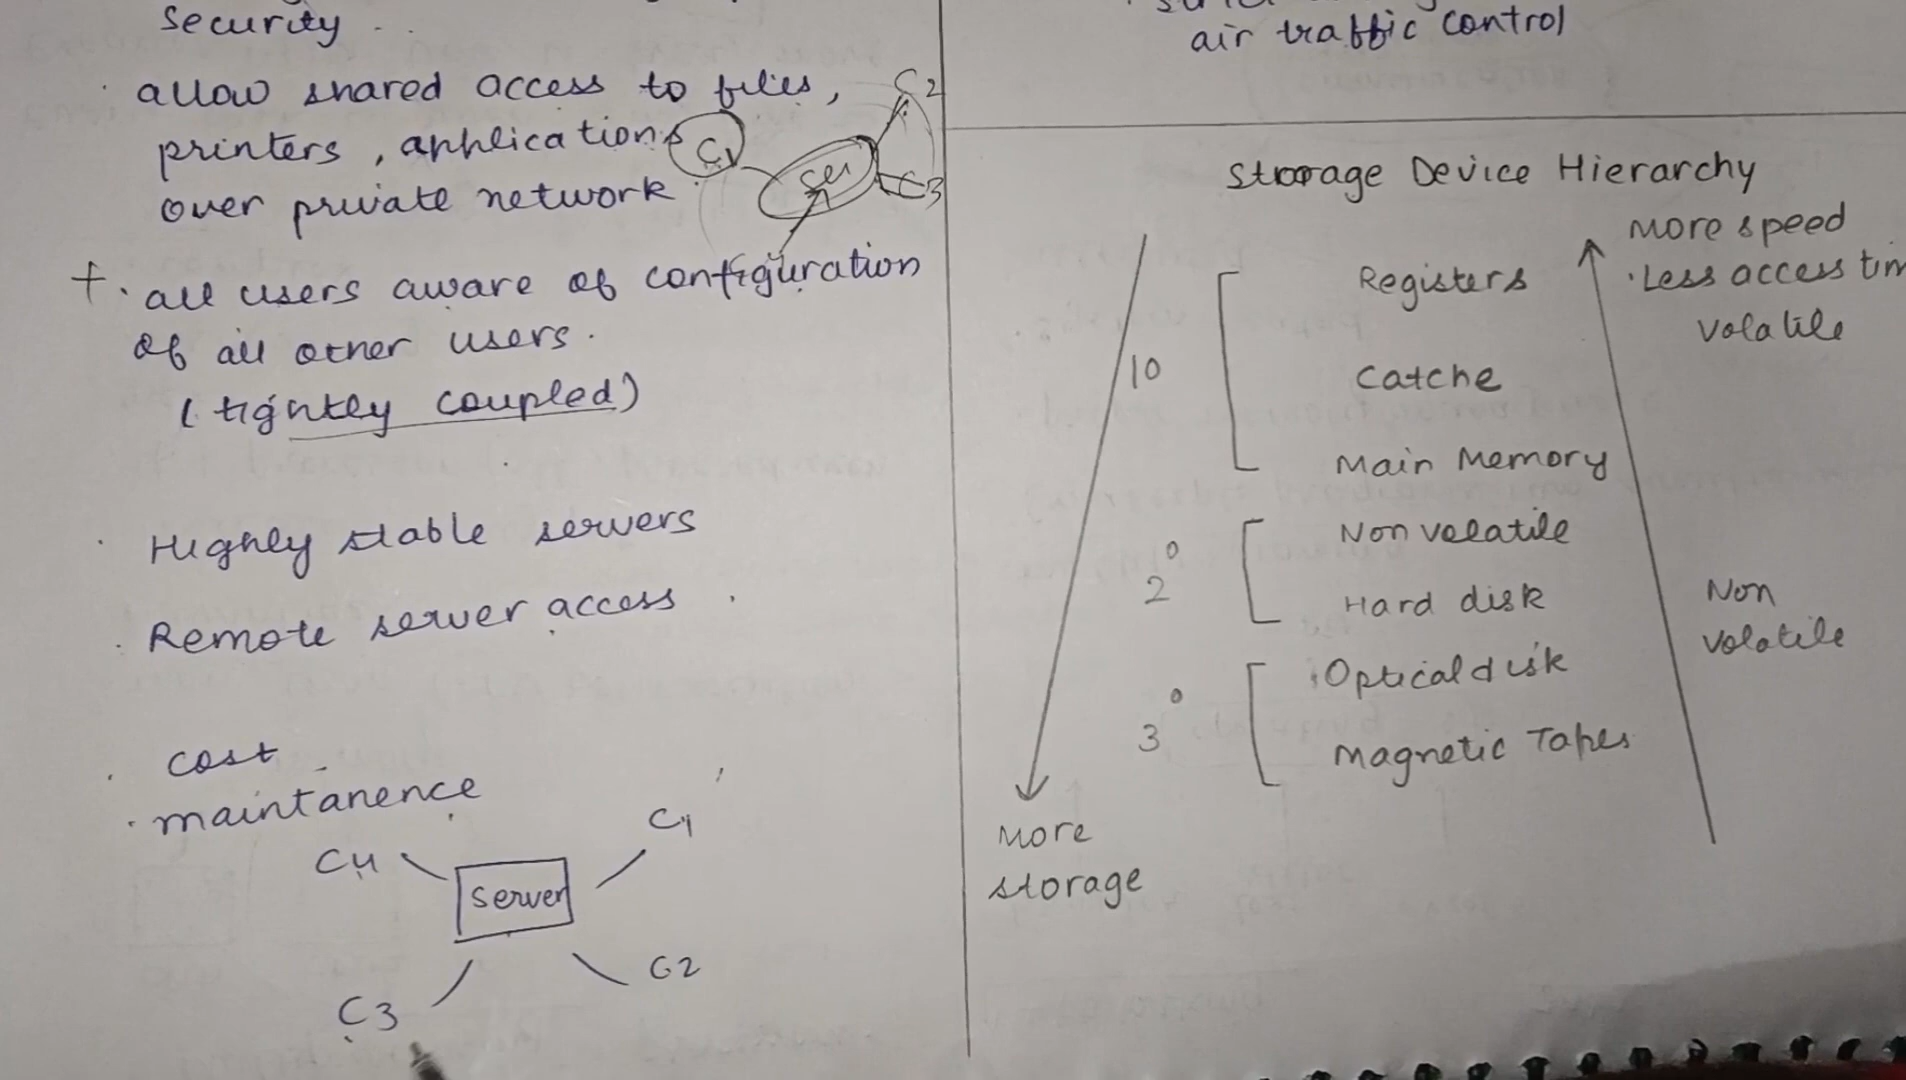 security
· allow shared access to files,
printers, applications
over private network
C1
Ser
C2
C3
+ · all users aware of configuration
of all other users.
(tightly coupled)
· Highly stable servers
· Remote server access
· cost
· maintanence
C4
C1
Server
C3
C2
air traffic control
Storage Device Hierarchy
More speed
· Less access tim
volatile
10
Registers
Catche
Main Memory
2°
Non volatile
Hard disk
Non
volatile
3°
Optical disk
Magnetic Tapes
More
storage